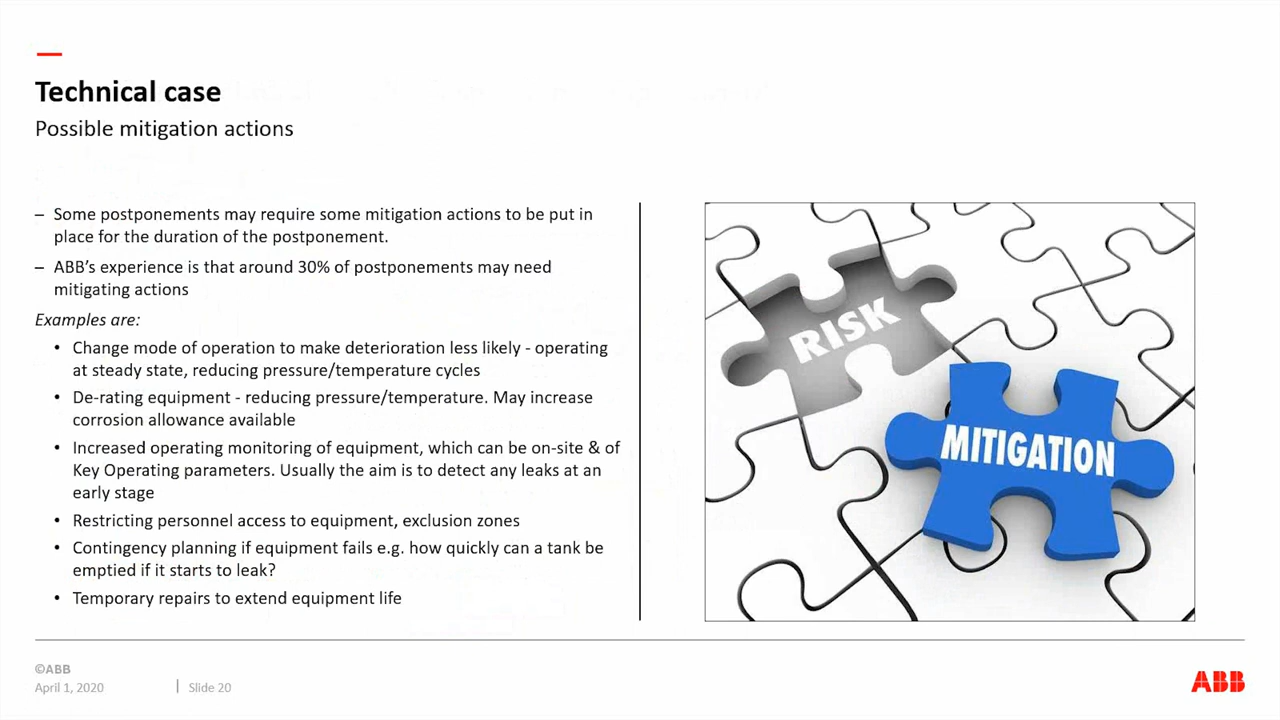 Technical case
Possible mitigation actions
– Some postponements may require some mitigation actions to be put in
place for the duration of the postponement.
– ABB’s experience is that around 30% of postponements may need
mitigating actions
Examples are:
• Change mode of operation to make deterioration less likely - operating
at steady state, reducing pressure/temperature cycles
• De-rating equipment - reducing pressure/temperature. May increase
corrosion allowance available
• Increased operating monitoring of equipment, which can be on-site & of
Key Operating parameters. Usually the aim is to detect any leaks at an
early stage
• Restricting personnel access to equipment, exclusion zones
• Contingency planning if equipment fails e.g. how quickly can a tank be
emptied if it starts to leak?
• Temporary repairs to extend equipment life
RISK
MITIGATION
©ABB
April 1, 2020 | Slide 20
ABB